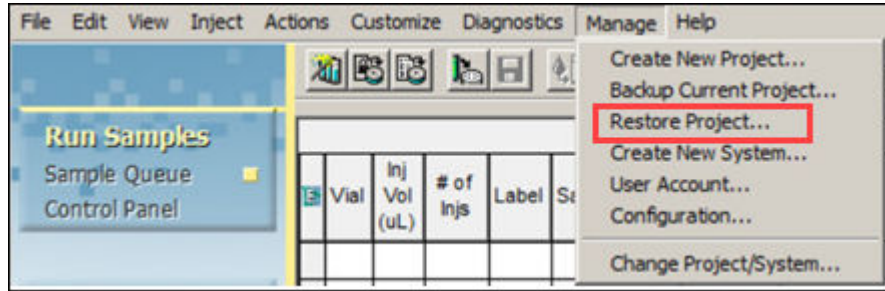 File Edit View Inject Actions Customize Diagnostics Manage Help
Create New Project...
Backup Current Project...
Restore Project...
Create New System...
User Account...
Configuration...
Change Project/System...
Run Samples
Sample Queue
Control Panel
Vial
Inj
Vol
(uL)
# of
Injs
Label